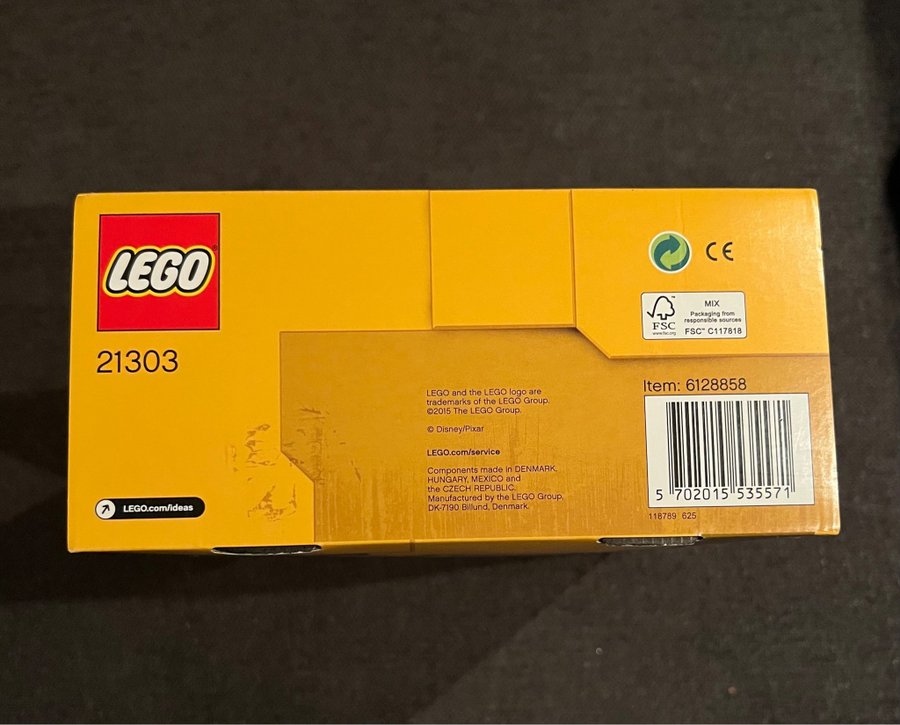 LEGO®
21303
LEGO.com/ideas
LEGO and the LEGO logo are
trademarks of the LEGO Group.
©2015 The LEGO Group.
© Disney/Pixar
LEGO.com/service
Components made in DENMARK,
HUNGARY, MEXICO and
the CZECH REPUBLIC.
Manufactured by the LEGO Group,
DK-7190 Billund, Denmark.
CE
FSC
www.fsc.org
MIX
Packaging from
responsible sources
FSC™ C117818
Item: 6128858
5 702015 535571
118789 625